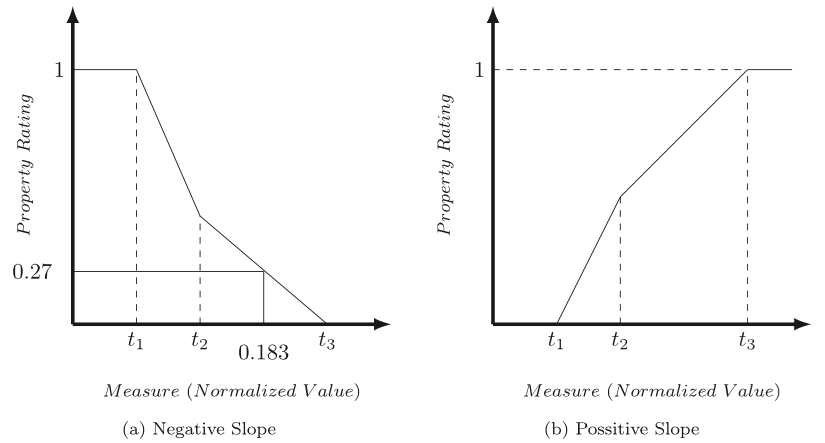 1
Property Rating
0.27
t1
t2
0.183
t3
Measure (Normalized Value)
(a) Negative Slope
1
Property Rating
t1
t2
t3
Measure (Normalized Value)
(b) Possitive Slope